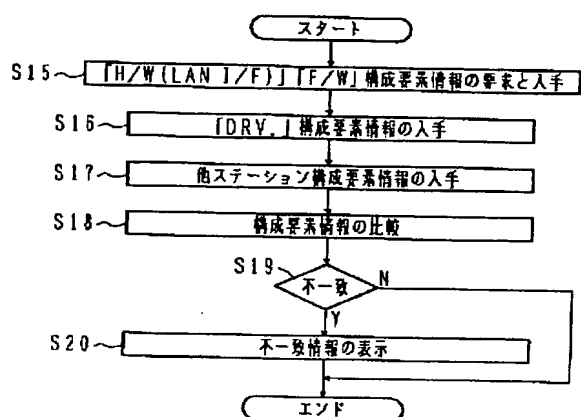 スタート
S15 「H/W(LAN I/F)」「F/W」構成要素情報の要求と入手
S16 「DRV.」構成要素情報の入手
S17 他ステーション構成要素情報の入手
S18 構成要素情報の比較
S19 不一致 N
Y
S20 不一致情報の表示
エンド